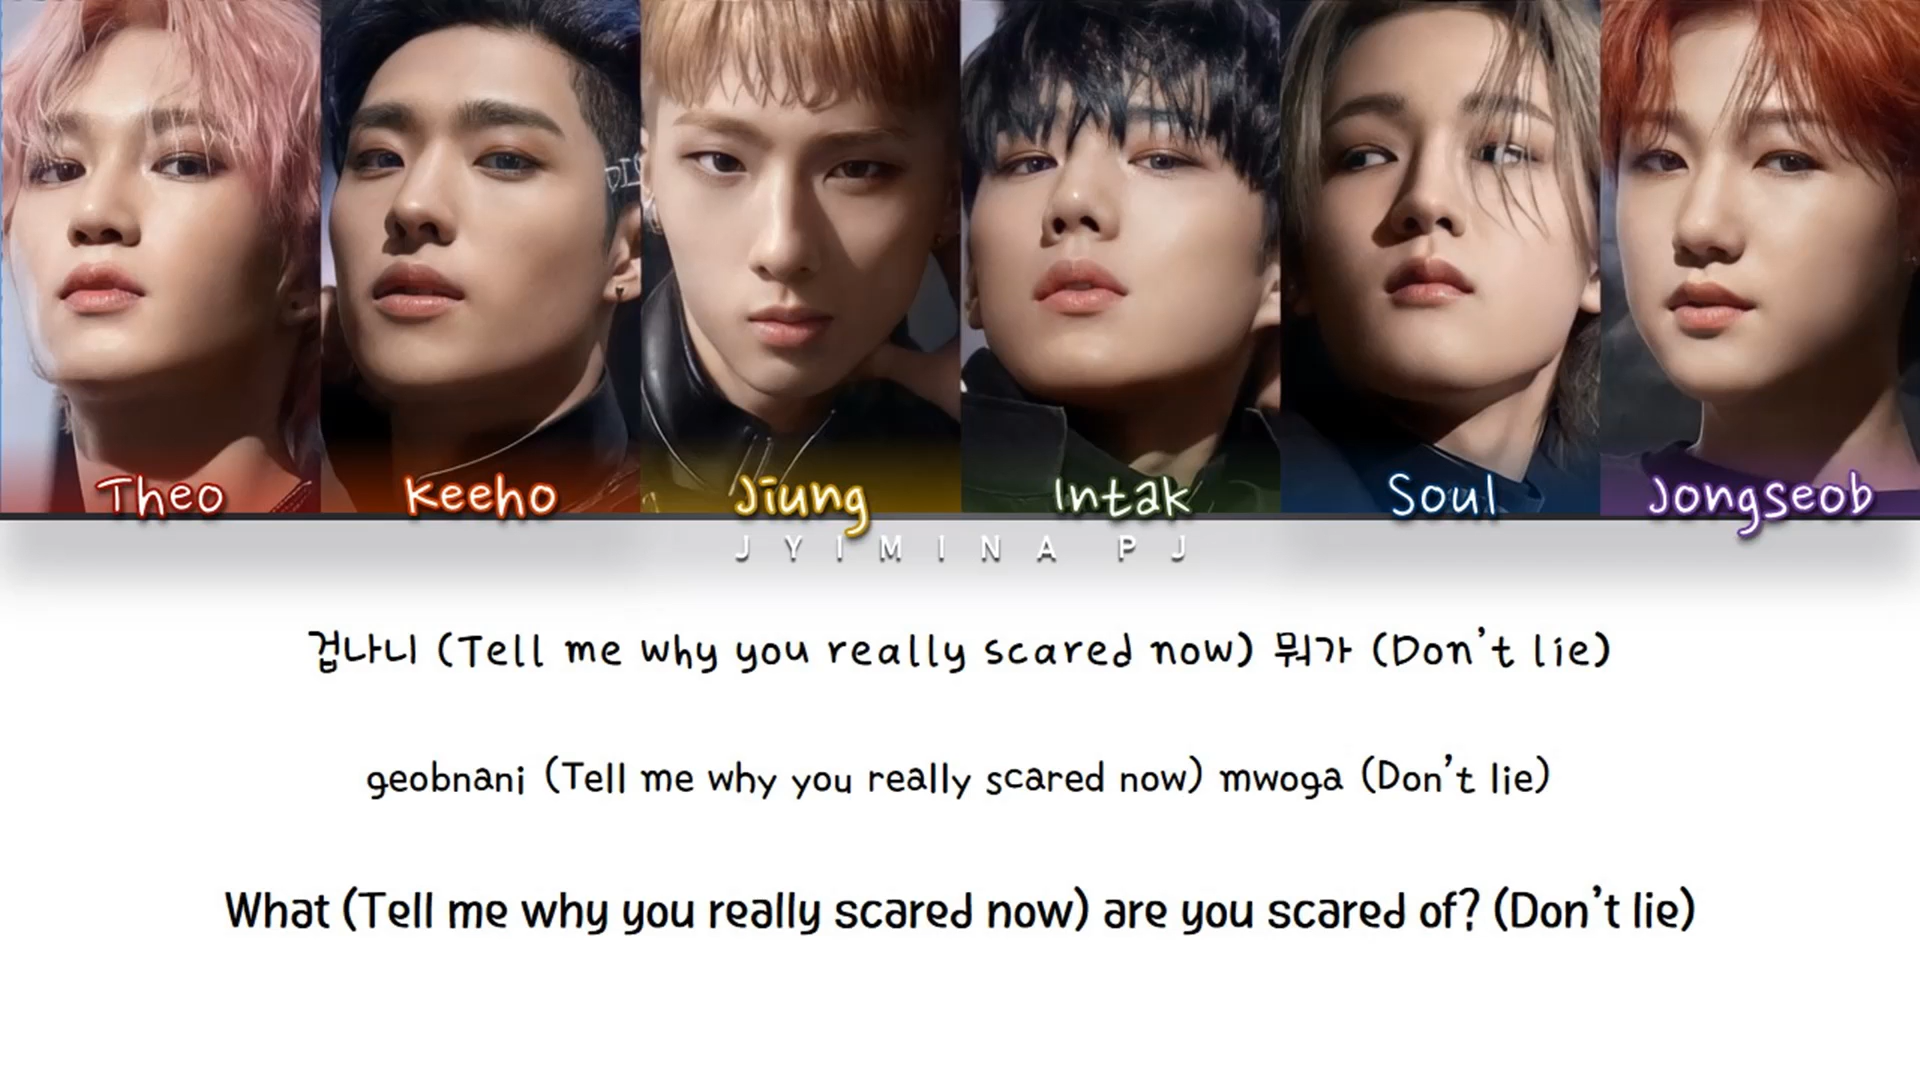 Theo Keeho Jiung Intak Soul Jongseob
JYIMINA PJ
겁나니 (Tell me why you really scared now) 뭐가 (Don't lie)
geobnani (Tell me why you really scared now) mwoga (Don't lie)
What (Tell me why you really scared now) are you scared of? (Don't lie)